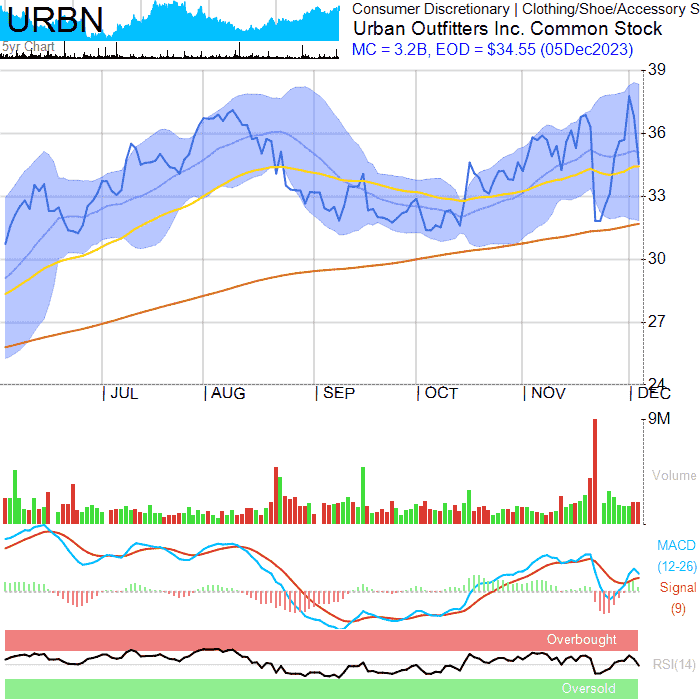 URBN
5yr Chart
Consumer Discretionary | Clothing/Shoe/Accessory S
Urban Outfitters Inc. Common Stock
MC = 3.2B, EOD = $34.55 (05Dec2023)
39
36
33
30
27
24
JUL
AUG
SEP
OCT
NOV
DEC
9M
Volume
MACD
(12-26)
Signal
(9)
Overbought
RSI(14)
Oversold